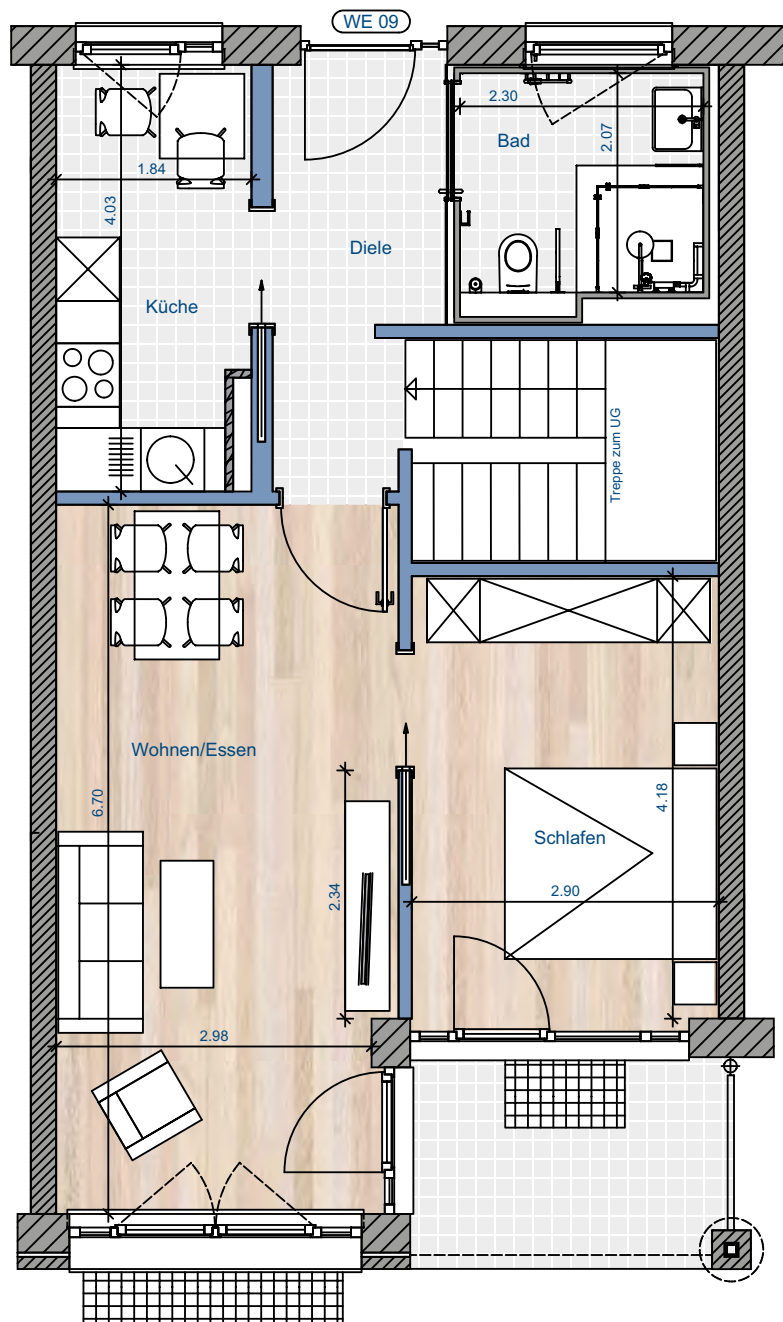 WE 09
2.30
Bad
2.07
1.84
4.03
Diele
Küche
Treppe zum UG
Wohnen/Essen
6.70
4.18
Schlafen
2.34
2.90
2.98